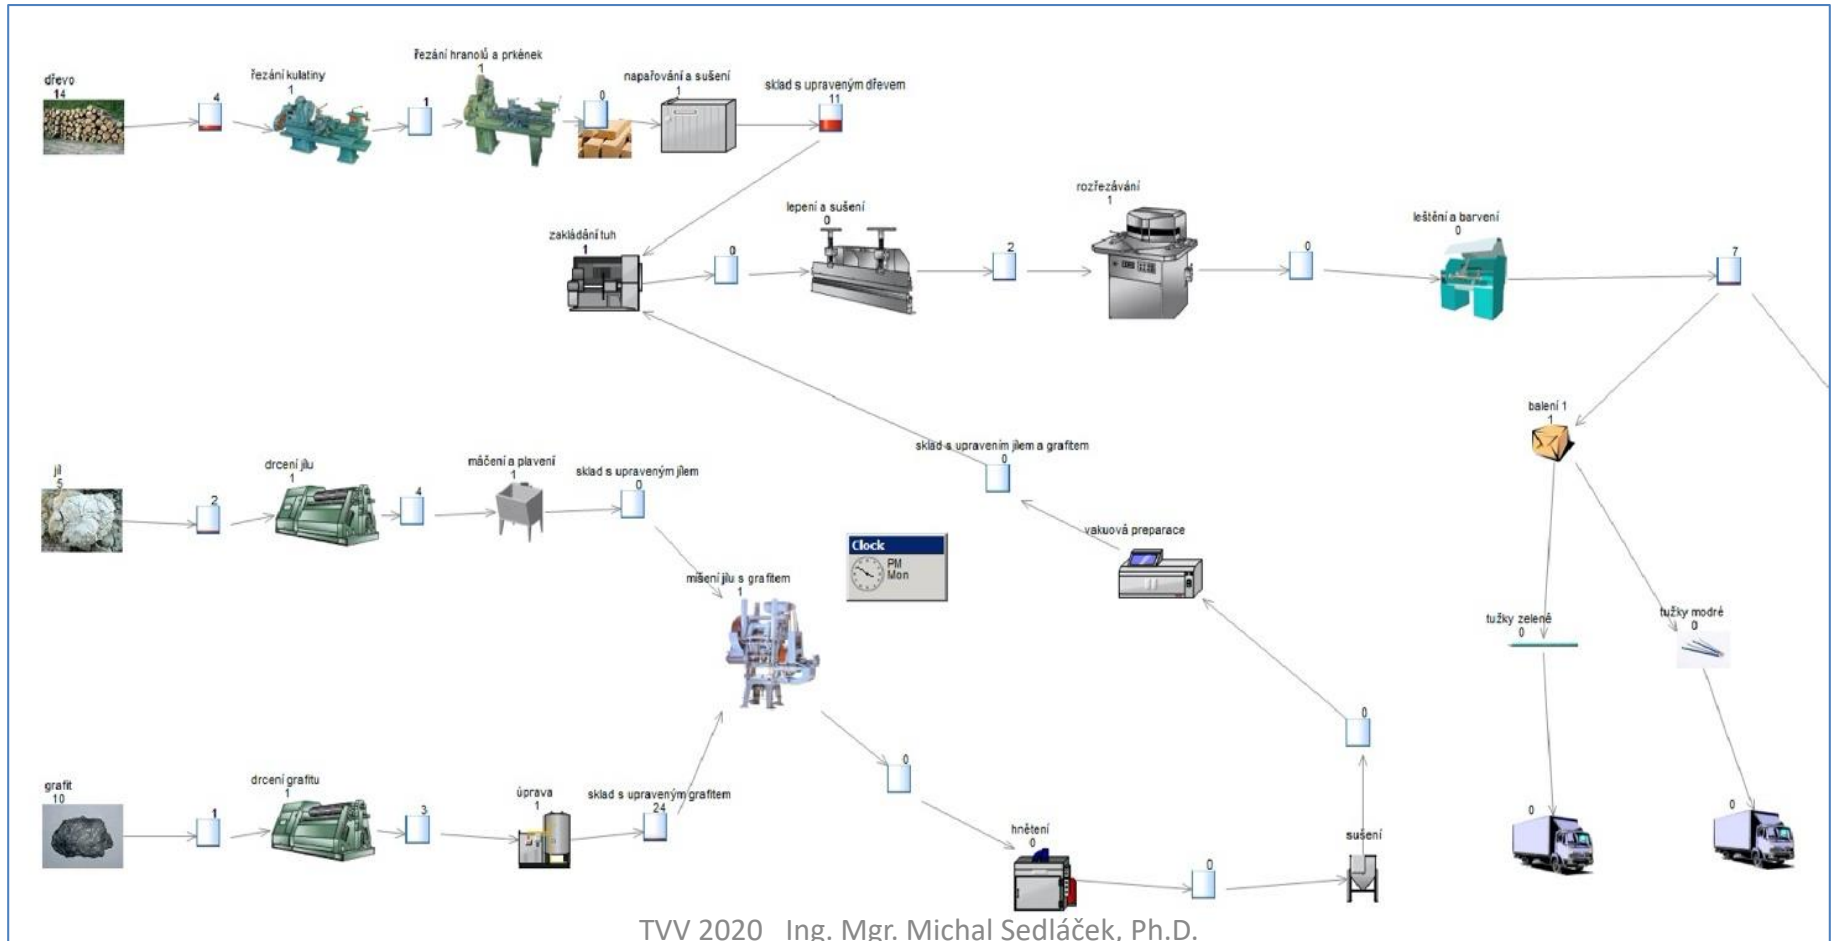 dřevo
14
4
řezání kulatiny
1
1
řezání hranolů a prkének
1
0
napařování a sušení
1
sklad s upraveným dřevem
11
zakládání tuh
1
0
lepení a sušení
0
2
rozřezávání
1
0
leštění a barvení
0
7
balení 1
1
tužky zelené
0
tužky modré
0
0
0
jíl
5
2
drcení jílu
1
4
máčení a plavení
1
sklad s upraveným jílem
0
sklad s upravením jílem a grafitem
0
Clock
PM
Mon
vakuová preparace
míšení jílu s grafitem
1
grafit
10
1
drcení grafitu
1
3
úprava
1
sklad s upraveným grafitem
24
0
hnětení
0
0
sušení
0
TVV 2020 Ing. Mgr. Michal Sedláček, Ph.D.